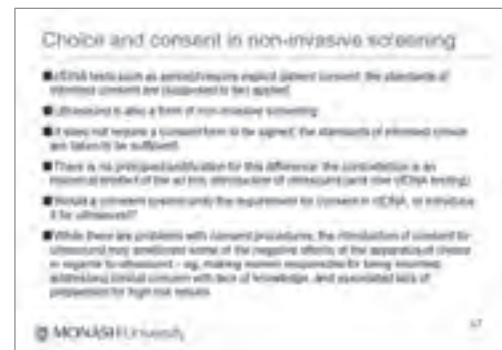 Choice and consent in non-invasive screening
■ cfDNA tests such as require explicit patient consent: the standards of
informed consent are (supposed to be) applied
■ Ultrasound is also a form of non-invasive screening
■ It does not require a consent form to be signed; the standards of informed choice
are taken to be sufficient
■ There is no principled justification for this difference: the contradiction is an
historical artefact of the ad hoc introduction of ultrasound (and now cfDNA testing)
■ Would a consistent system the requirement for consent in cfDNA, or introduce
it for ultrasound?
■ While there are problems with consent procedures, the introduction of consent for
ultrasound may ameliorate some of the negative effects of the apparatus of choice
in regards to ultrasound – eg, making women responsible for being informed,
addressing clinical concern with lack of knowledge, and associated lack of
preparation for high risk results
MONASH University